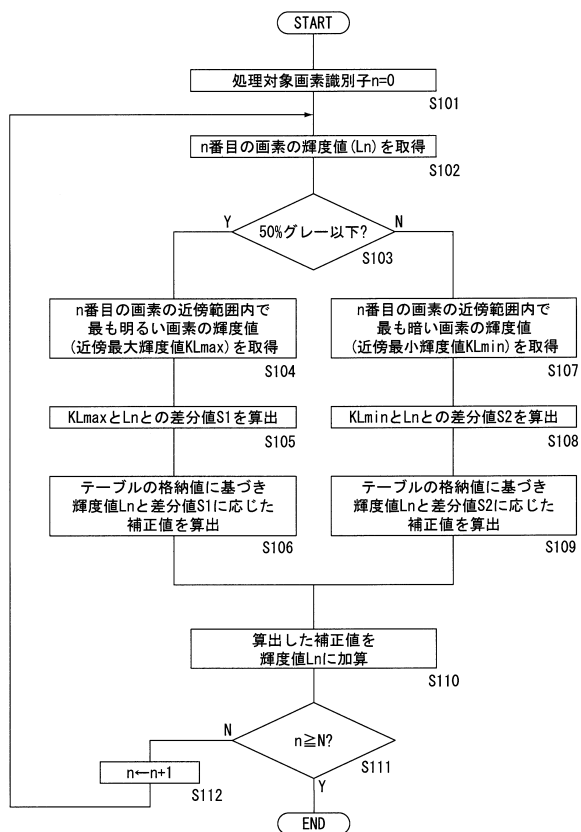 START
処理対象画素識別子n=0
S101
n番目の画素の輝度値(Ln)を取得
S102
50%グレー以下?
Y
N
S103
n番目の画素の近傍範囲内で
最も明るい画素の輝度値
(近傍最大輝度値KLmax)を取得
S104
n番目の画素の近傍範囲内で
最も暗い画素の輝度値
(近傍最小輝度値KLmin)を取得
S107
KLmaxとLnとの差分値S1を算出
S105
KLminとLnとの差分値S2を算出
S108
テーブルの格納値に基づき
輝度値Lnと差分値S1に応じた
補正値を算出
S106
テーブルの格納値に基づき
輝度値Lnと差分値S2に応じた
補正値を算出
S109
算出した補正値を
輝度値Lnに加算
S110
N
n≧N?
S111
n←n+1
S112
Y
END